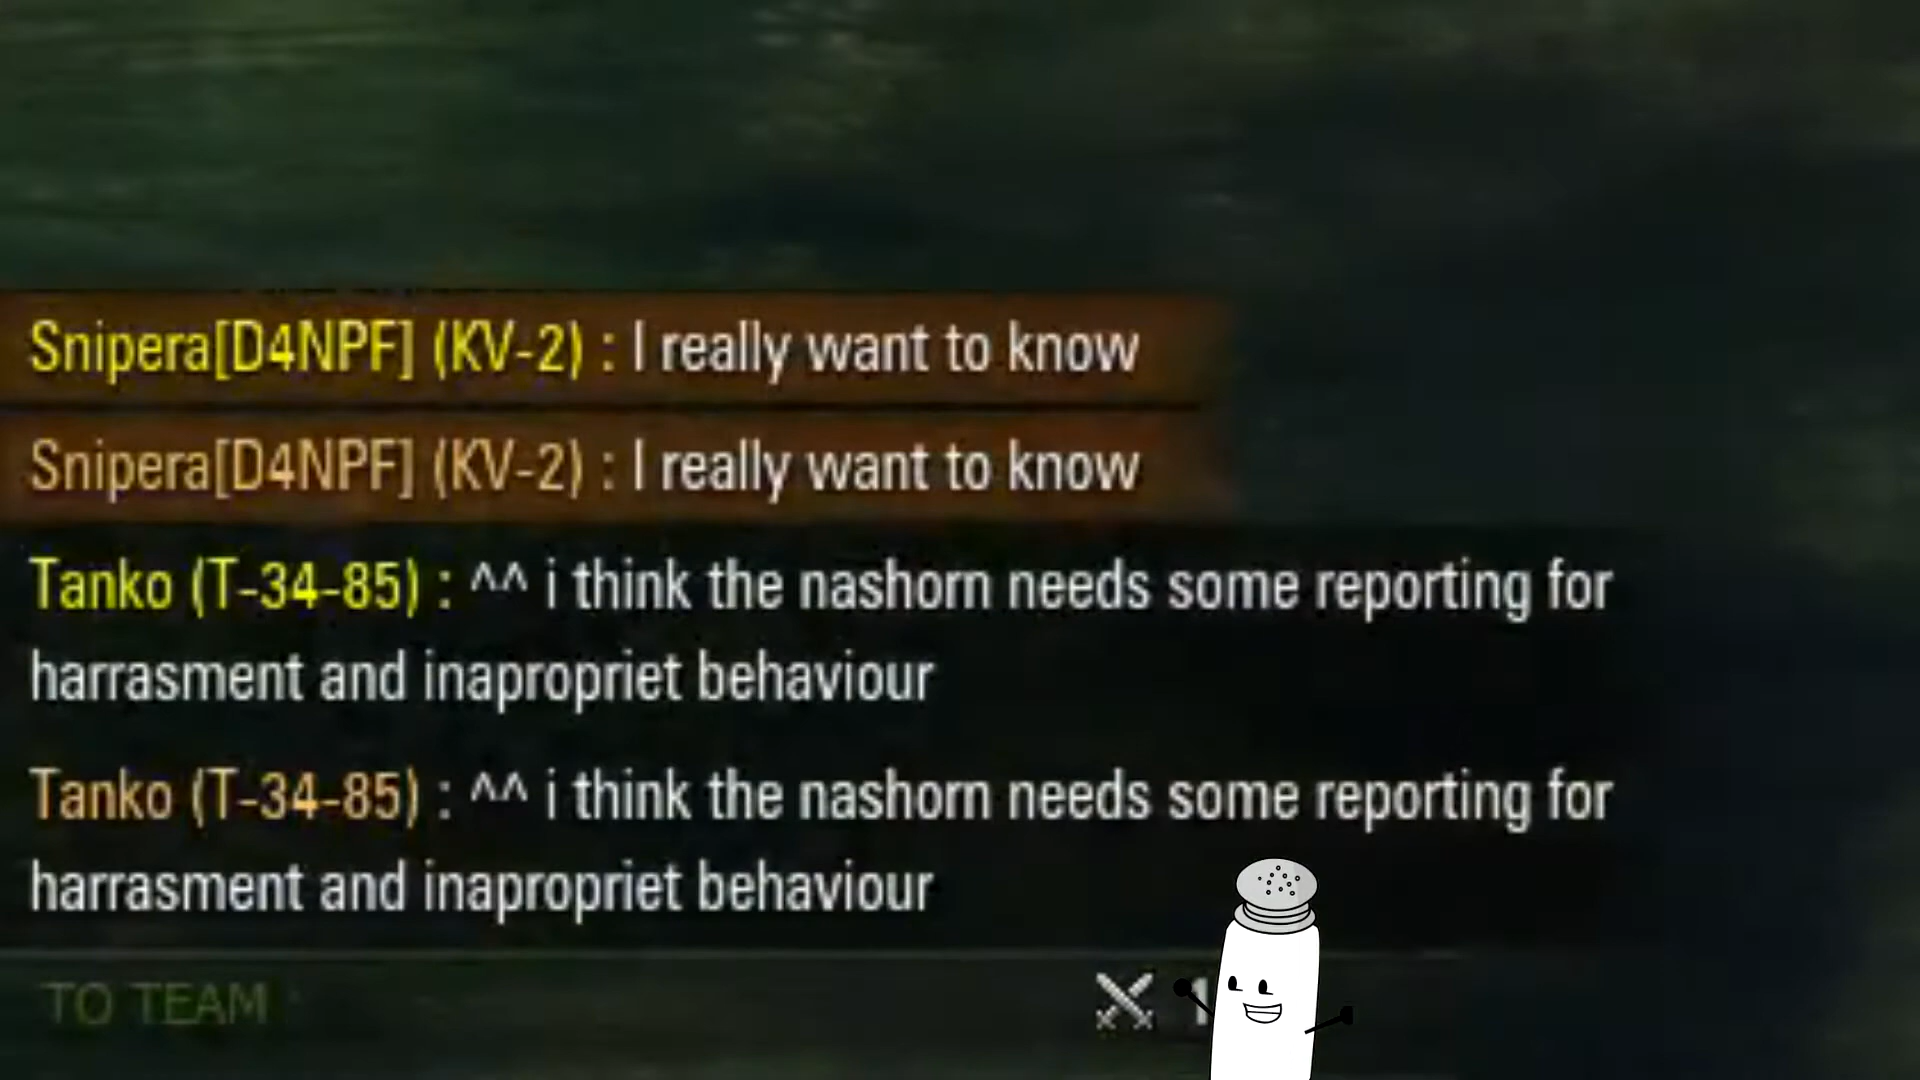 Snipera[D4NPF] (KV-2) : I really want to know
Snipera[D4NPF] (KV-2) : I really want to know
Tanko (T-34-85) : ^^ i think the nashorn needs some reporting for
harrasment and inapropriet behaviour
Tanko (T-34-85) : ^^ i think the nashorn needs some reporting for
harrasment and inapropriet behaviour
TO TEAM :
1